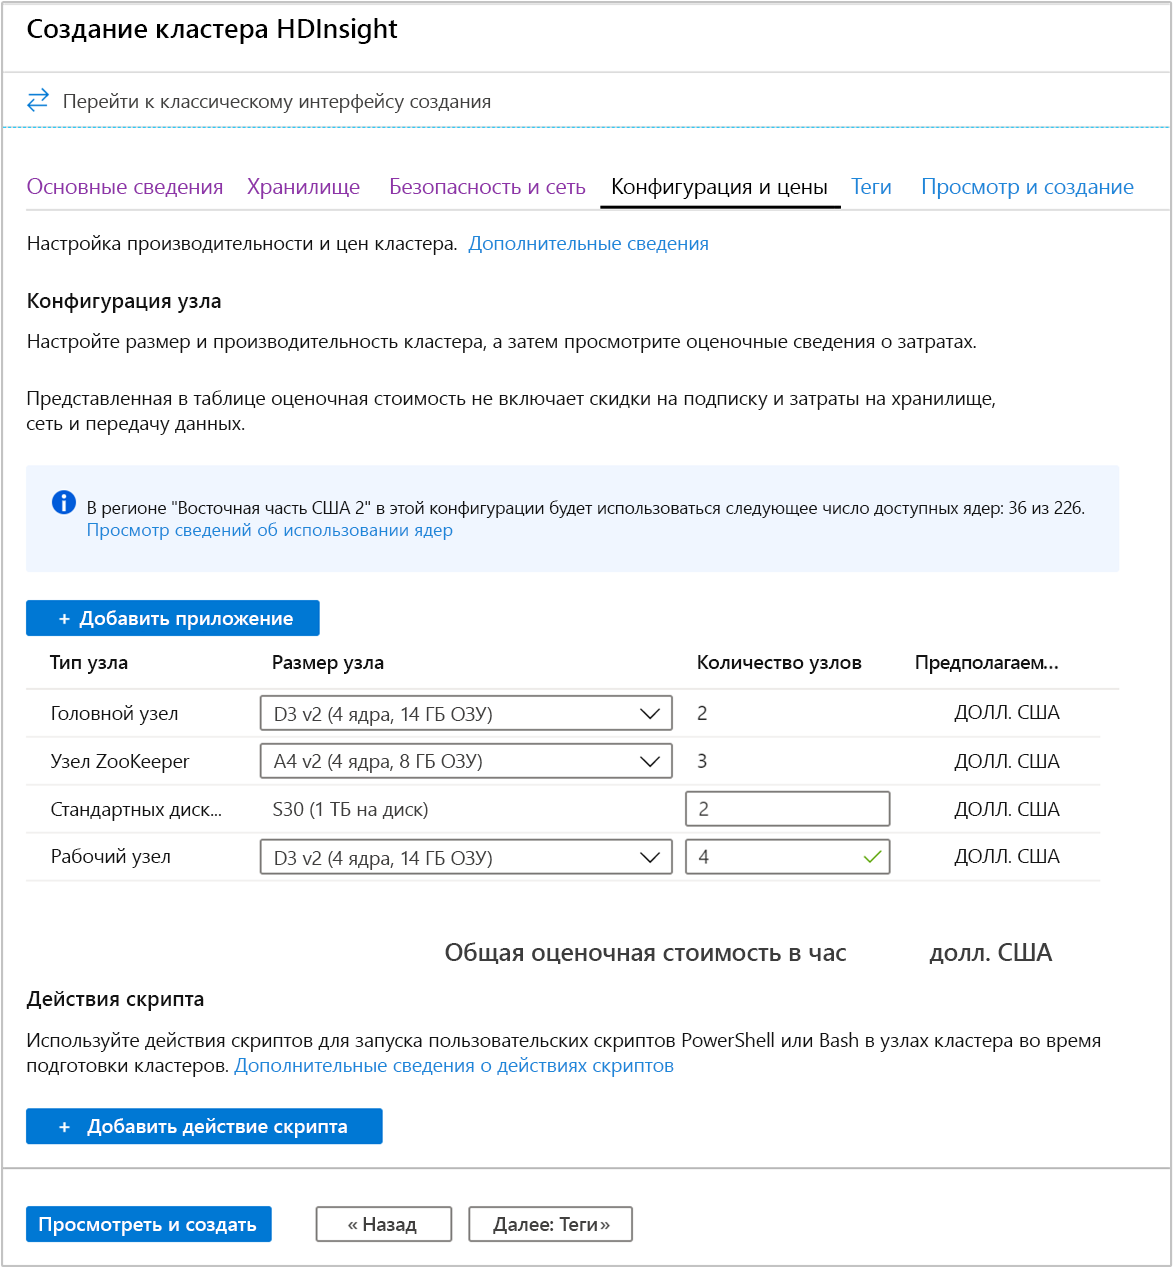 Создание кластера HDInsight
Перейти к классическому интерфейсу создания
Основные сведения Хранилище Безопасность и сеть Конфигурация и цены Теги Просмотр и создание
Настройка производительности и цен кластера. Дополнительные сведения
Конфигурация узла
Настройте размер и производительность кластера, а затем просмотрите оценочные сведения о затратах.
Представленная в таблице оценочная стоимость не включает скидки на подписку и затраты на хранилище,
сеть и передачу данных.
В регионе "Восточная часть США 2" в этой конфигурации будет использоваться следующее число доступных ядер: 36 из 226.
Просмотр сведений об использовании ядер
+ Добавить приложение
Тип узла Размер узла Количество узлов Предполагаем...
Головной узел D3 v2 (4 ядра, 14 ГБ ОЗУ) 2 ДОЛЛ. США
Узел ZooKeeper A4 v2 (4 ядра, 8 ГБ ОЗУ) 3 ДОЛЛ. США
Стандартных диск... S30 (1 ТБ на диск) 2 ДОЛЛ. США
Рабочий узел D3 v2 (4 ядра, 14 ГБ ОЗУ) 4 ДОЛЛ. США
Общая оценочная стоимость в час долл. США
Действия скрипта
Используйте действия скриптов для запуска пользовательских скриптов PowerShell или Bash в узлах кластера во время
подготовки кластеров. Дополнительные сведения о действиях скриптов
+ Добавить действие скрипта
Просмотреть и создать « Назад Далее: Теги »